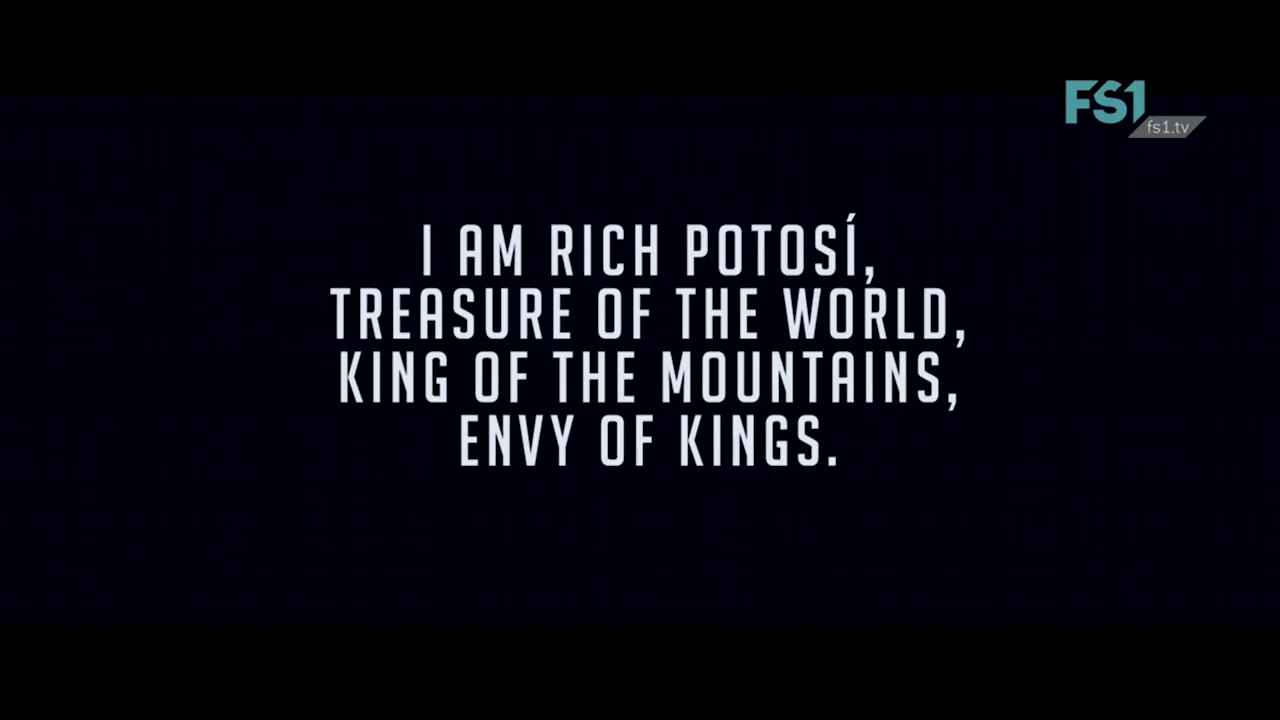 FS1
fs1.tv
I AM RICH POTOSÍ,
TREASURE OF THE WORLD,
KING OF THE MOUNTAINS,
ENVY OF KINGS.